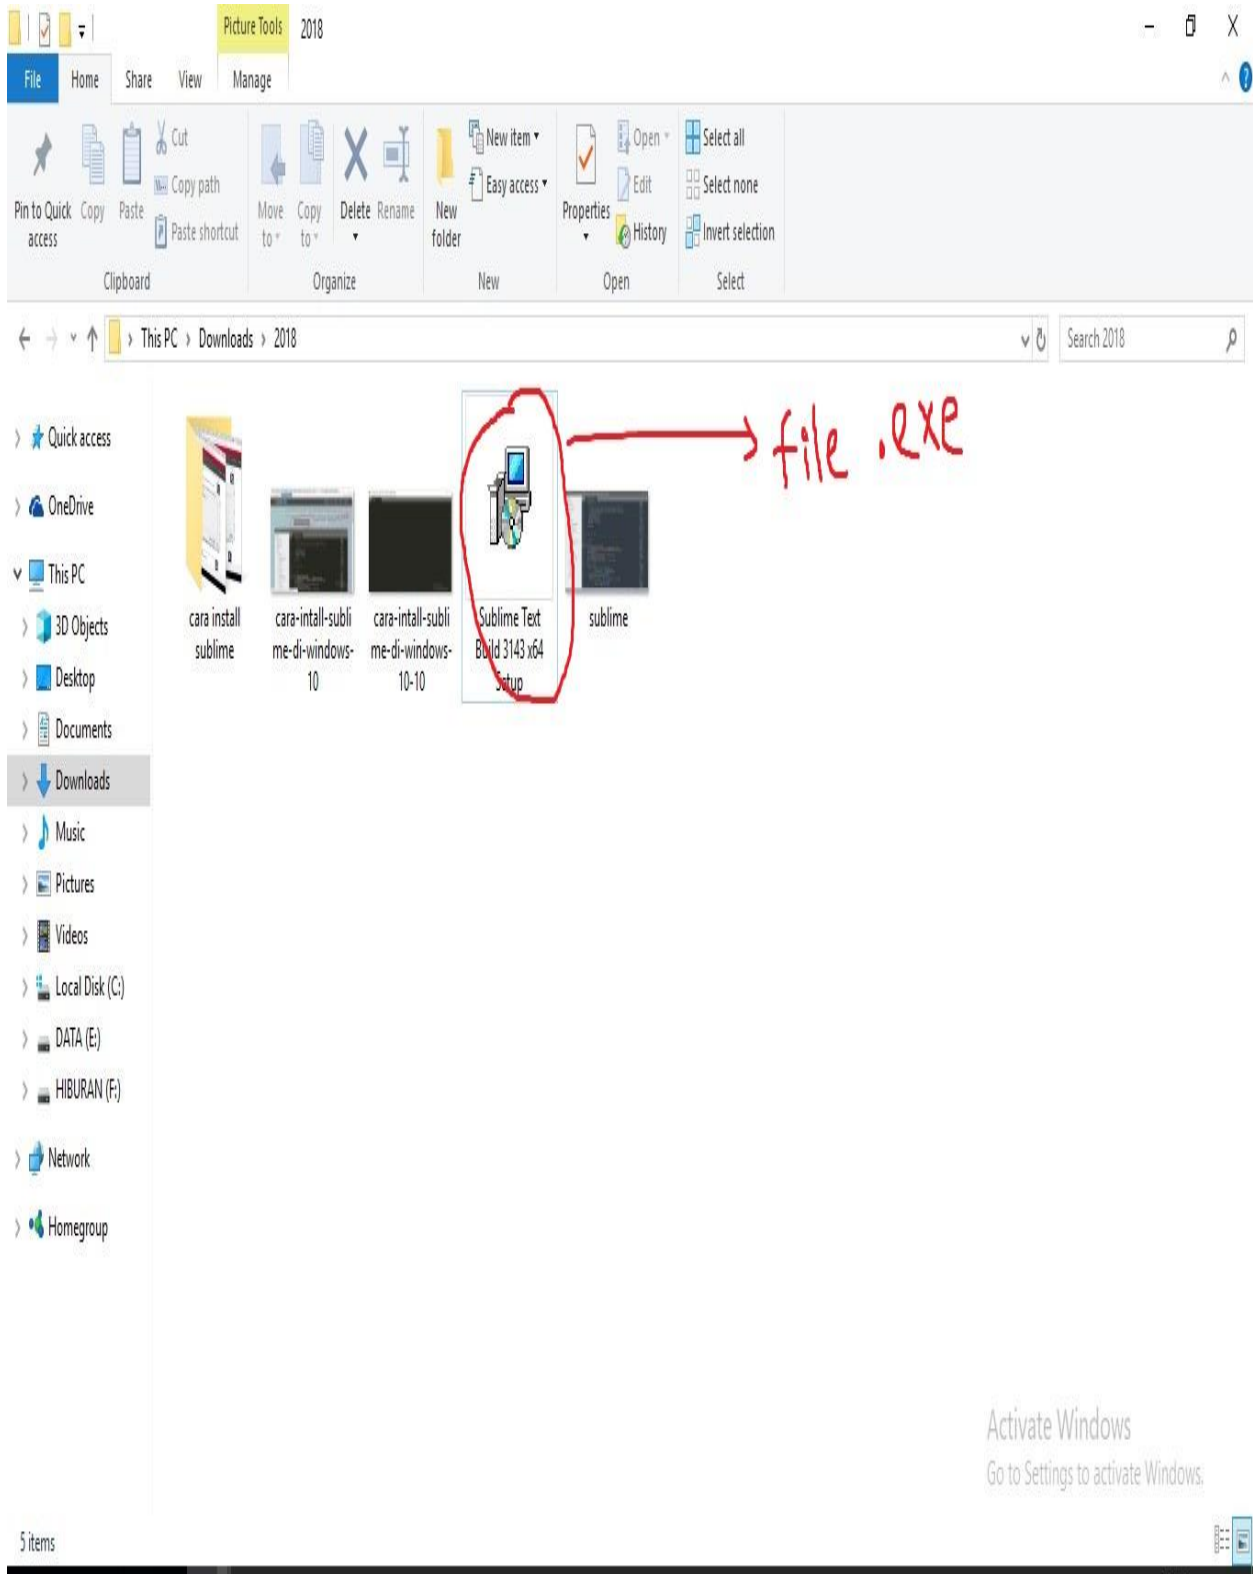 Picture Tools 2018
File Home Share View Manage
Pin to Quick access
Copy
Paste
Cut
Copy path
Paste shortcut
Clipboard
Move to
Copy to
Delete
Rename
Organize
New folder
New item
Easy access
New
Properties
Open
Edit
History
Open
Select all
Select none
Invert selection
Select
This PC > Downloads > 2018
Search 2018
Quick access
OneDrive
This PC
3D Objects
Desktop
Documents
Downloads
Music
Pictures
Videos
Local Disk (C:)
DATA (E:)
HIBURAN (F:)
Network
Homegroup
cara install
sublime
cara-intall-subli
me-di-windows-
10
cara-intall-subli
me-di-windows-
10-10
Sublime Text
Build 3143 x64
Setup
sublime
file .exe
Activate Windows
Go to Settings to activate Windows.
5 items